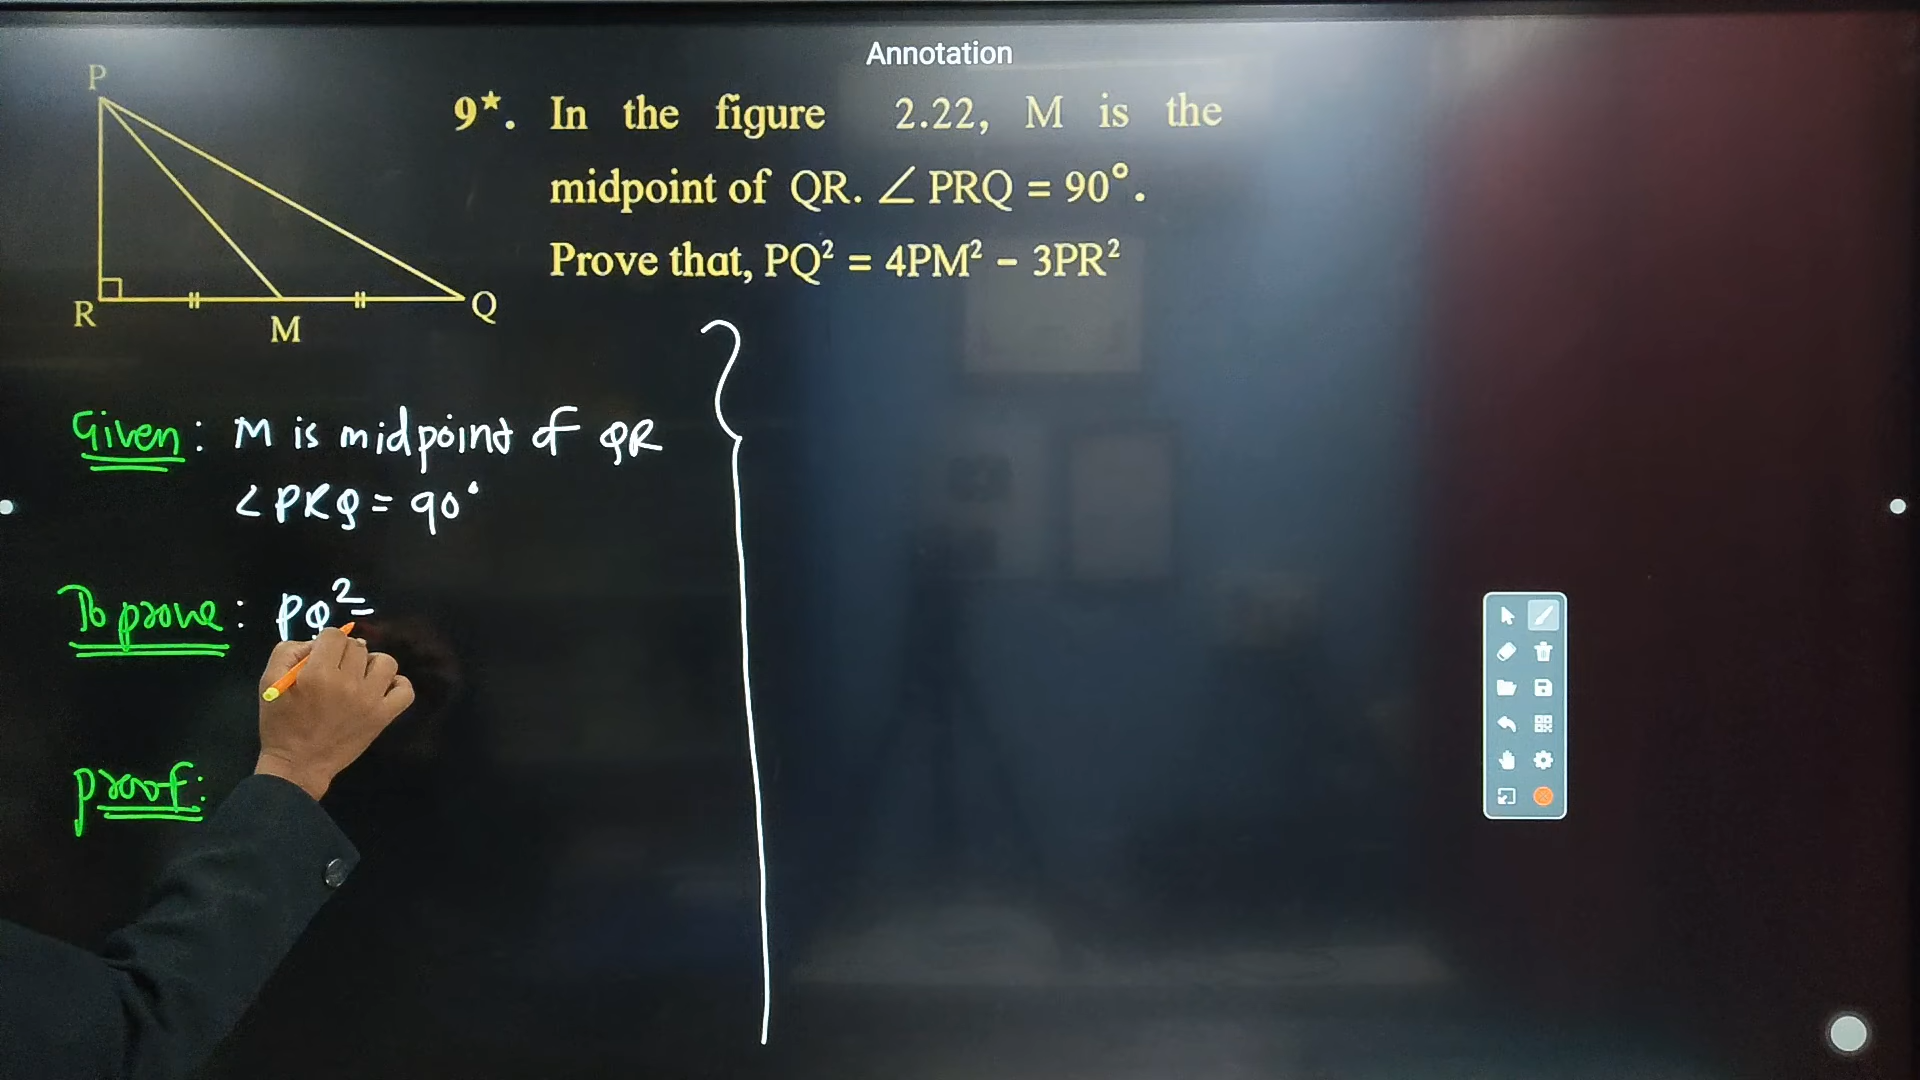 Annotation
P
R
M
Q
9*. In the figure 2.22, M is the
midpoint of QR. ∠PRQ = 90°.
Prove that, PQ² = 4PM² − 3PR²
Given: M is midpoint of QR
∠PRQ = 90°
To prove: PQ² =
Proof: